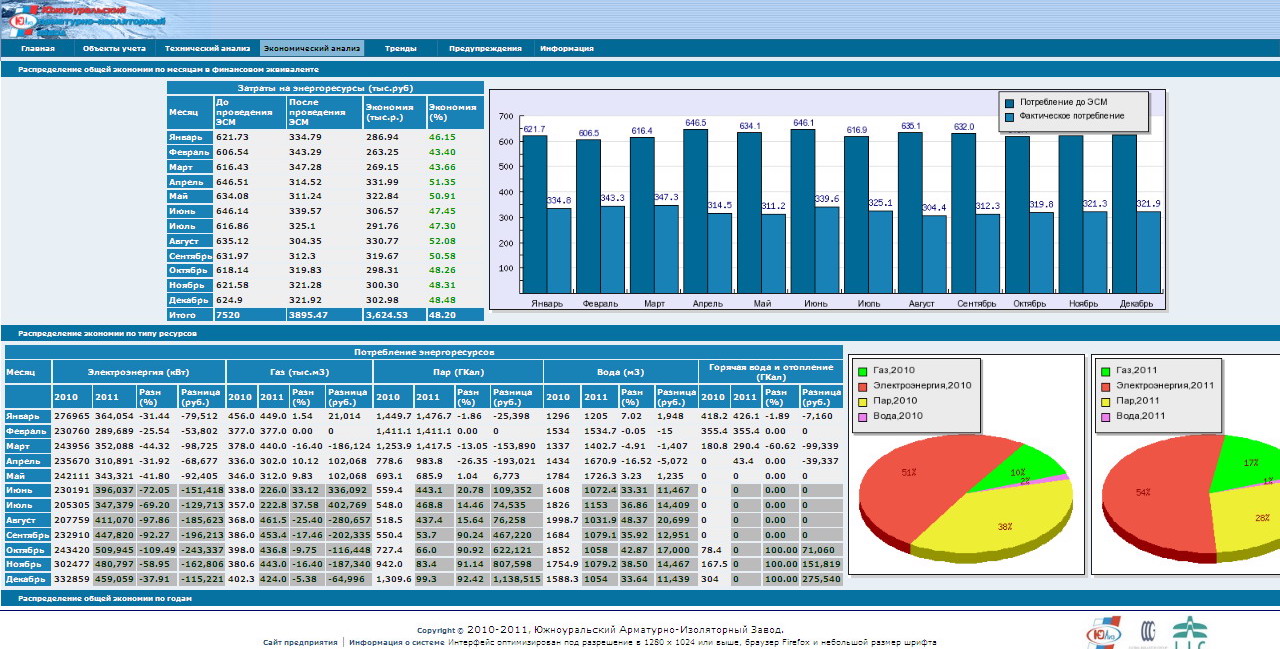 Южноуральский
Арматурно-изоляторный
завод
Главная Объекты учета Технический анализ Экономический анализ Тренды Предупреждения Информация
Распределение общей экономии по месяцам в финансовом эквиваленте
Затраты на энергоресурсы (тыс.руб)
Месяц До проведения ЭСМ После проведения ЭСМ Экономия (тыс.р.) Экономия (%)
Январь 621.73 334.79 286.94 46.15
Февраль 606.54 343.29 263.25 43.40
Март 616.43 347.28 269.15 43.66
Апрель 646.51 314.52 331.99 51.35
Май 634.08 311.24 322.84 50.91
Июнь 646.14 339.57 306.57 47.45
Июль 616.86 325.1 291.76 47.30
Август 635.12 304.35 330.77 52.08
Сентябрь 631.97 312.3 319.67 50.58
Октябрь 618.14 319.83 298.31 48.26
Ноябрь 621.58 321.28 300.30 48.31
Декабрь 624.9 321.92 302.98 48.48
Итого 7520 3895.47 3,624.53 48.20
Потребление до ЭСМ
Фактическое потребление
700
600
500
400
300
200
100
621.7 606.5 616.4 646.5 634.1 646.1 616.9 635.1 632.0
334.8 343.3 347.3 314.5 311.2 339.6 325.1 304.4 312.3 319.8 321.3 321.9
Январь Февраль Март Апрель Май Июнь Июль Август Сентябрь Октябрь Ноябрь Декабрь
Распределение экономии по типу ресурсов
Потребление энергоресурсов
Месяц Электроэнергия (кВт) Газ (тыс.м3) Пар (ГКал) Вода (м3) Горячая вода и отопление (ГКал)
2010 2011 Разн (%) Разница (руб.) 2010 2011 Разн (%) Разница (руб.) 2010 2011 Разн (%) Разница (руб.) 2010 2011 Разн (%) Разница (руб.) 2010 2011 Разн (%) Разница (руб.)
Январь 276965 364,054 -31.44 -79,512 456.0 449.0 1.54 21,014 1,449.7 1,476.7 -1.86 -25,398 1296 1205 7.02 1,948 418.2 426.1 -1.89 -7,160
Февраль 230760 289,689 -25.54 -53,802 377.0 377.0 0.00 0 1,411.1 1,411.1 0.00 0 1534 1534.7 -0.05 -15 355.4 355.4 0.00 0
Март 243956 352,088 -44.32 -98,725 378.0 440.0 -16.40 -186,124 1,253.9 1,417.5 -13.05 -153,890 1337 1402.7 -4.91 -1,407 180.8 290.4 -60.62 -99,339
Апрель 235670 310,891 -31.92 -68,677 336.0 302.0 10.12 102,068 778.6 983.8 -26.35 -193,021 1434 1670.9 -16.52 -5,072 0 43.4 0.00 -39,337
Май 242111 343,321 -41.80 -92,405 346.0 312.0 9.83 102,068 693.1 685.9 1.04 6,773 1784 1726.3 3.23 1,235 0 0 0.00 0
Июнь 230191 396,037 -72.05 -151,418 338.0 226.0 33.12 336,092 559.4 443.1 20.78 109,352 1608 1072.4 33.31 11,467 0 0 0.00 0
Июль 205305 347,379 -69.20 -129,713 357.0 222.8 37.58 402,769 548.0 468.8 14.46 74,535 1826 1153 36.86 14,409 0 0 0.00 0
Август 207759 411,070 -97.86 -185,623 368.0 461.5 -25.40 -280,657 518.5 437.4 15.64 76,258 1998.7 1031.9 48.37 20,699 0 0 0.00 0
Сентябрь 232910 447,820 -92.27 -196,213 386.0 453.4 -17.46 -202,335 550.4 53.7 90.24 467,220 1684 1079.1 35.92 12,951 0 0 0.00 0
Октябрь 243420 509,945 -109.49 -243,337 398.0 436.8 -9.75 -116,448 727.4 66.0 90.92 622,121 1852 1058 42.87 17,000 78.4 0 100.00 71,060
Ноябрь 302477 480,797 -58.95 -162,806 380.6 443.0 -16.40 -187,340 942.0 83.4 91.14 807,598 1754.9 1079.2 38.50 14,467 167.5 0 100.00 151,819
Декабрь 332859 459,059 -37.91 -115,221 402.3 424.0 -5.38 -64,996 1,309.6 99.3 92.42 1,138,515 1588.3 1054 33.64 11,439 304 0 100.00 275,540
Газ,2010
Электроэнергия,2010
Пар,2010
Вода,2010
51% 10% 2% 38%
Газ,2011
Электроэнергия,2011
Пар,2011
Вода,2011
54% 17% 1% 28%
Распределение общей экономии по годам
Copyright © 2010-2011, Южноуральский Арматурно-Изоляторный Завод.
Сайт предприятия | Информация о системе Интерфейс оптимизирован под разрешение в 1280 x 1024 или выше, браузер Firefox и небольшой размер шрифта